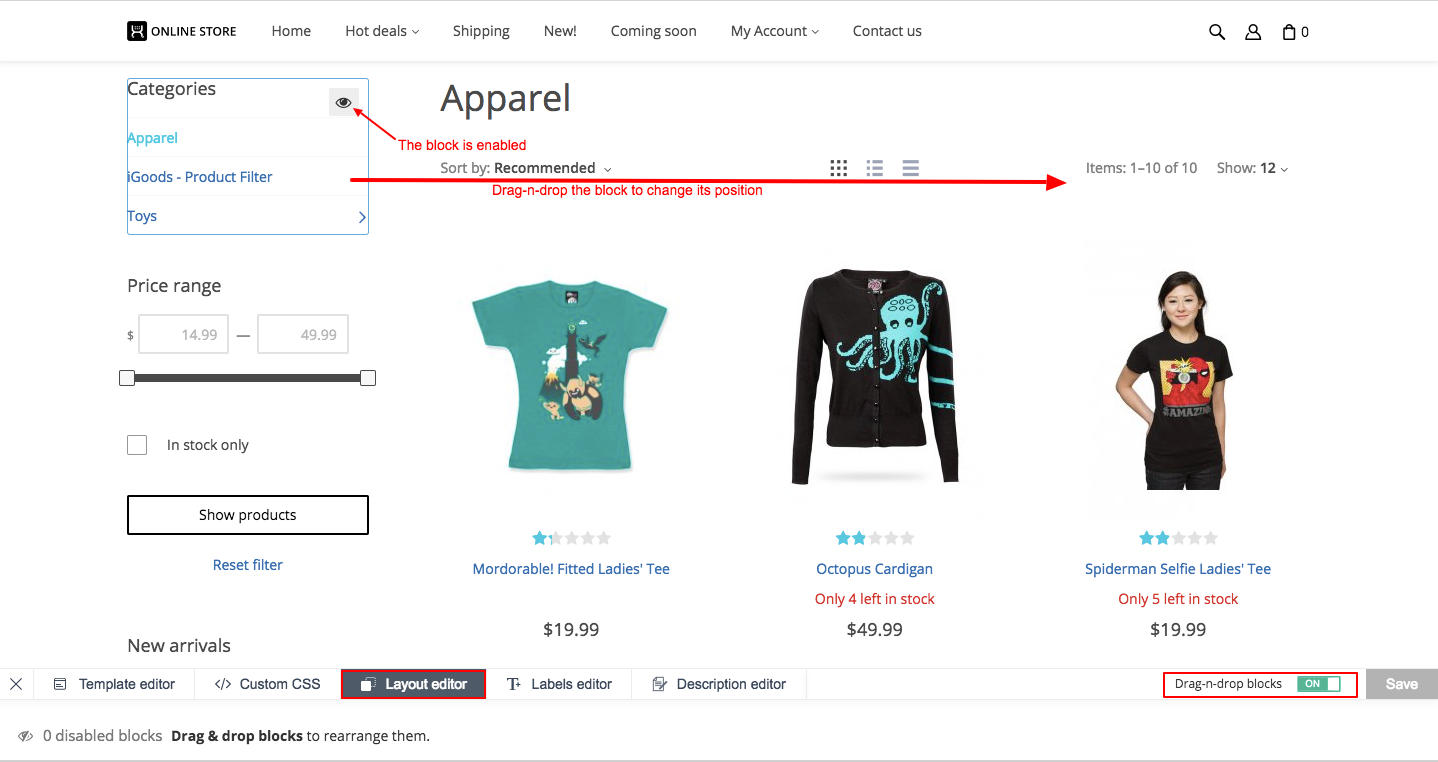 ONLINE STORE Home Hot deals Shipping New! Coming soon My Account Contact us 0
Categories
Apparel
iGoods - Product Filter
Toys
Price range
$ 14.99 — 49.99
In stock only
Show products
Reset filter
New arrivals
Apparel
The block is enabled
Sort by: Recommended Items: 1–10 of 10 Show: 12
Drag-n-drop the block to change its position
#AMAZING
Mordorable! Fitted Ladies' Tee
$19.99
Octopus Cardigan
Only 4 left in stock
$49.99
Spiderman Selfie Ladies' Tee
Only 5 left in stock
$19.99
Template editor </> Custom CSS Layout editor Labels editor Description editor Drag-n-drop blocks ON Save
0 disabled blocks Drag & drop blocks to rearrange them.